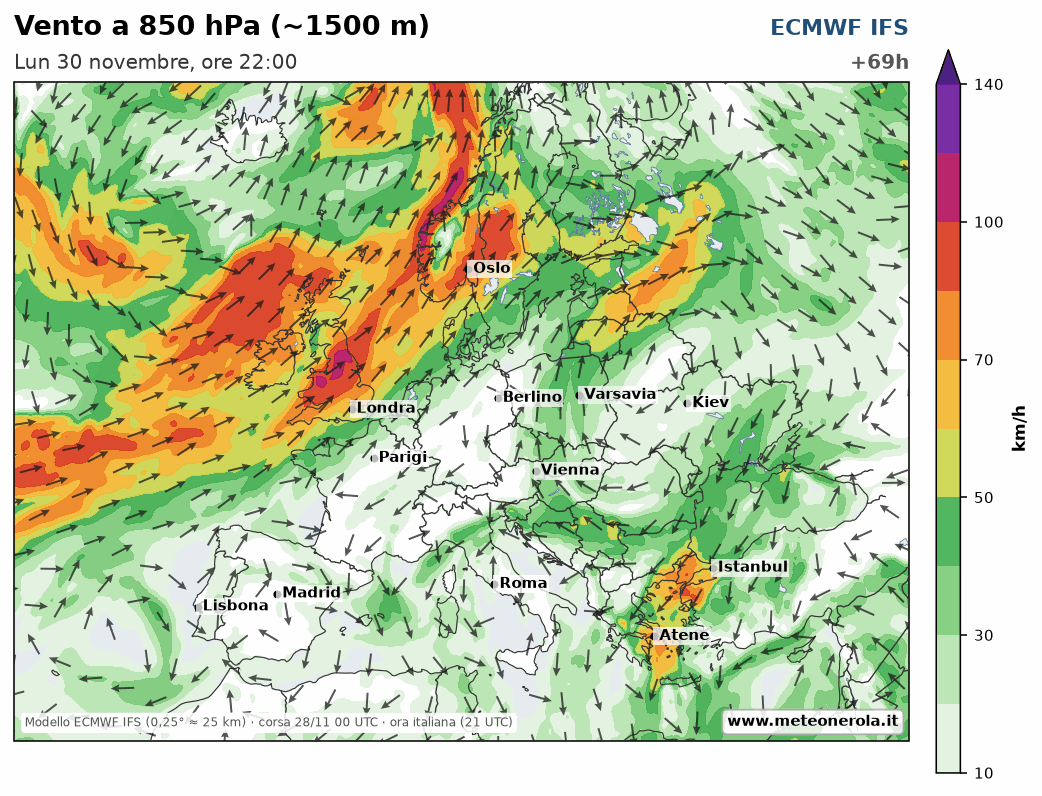 Vento a 850 hPa (~1500 m)
ECMWF IFS
Lun 30 novembre, ore 22:00
+69h
140
100
70
50
30
10
km/h
Oslo
Berlino
Varsavia
Kiev
Londra
Parigi
Vienna
Istanbul
Roma
Madrid
Lisbona
Atene
Modello ECMWF IFS (0,25° ≈ 25 km) · corsa 28/11 00 UTC · ora italiana (21 UTC)
www.meteonerola.it